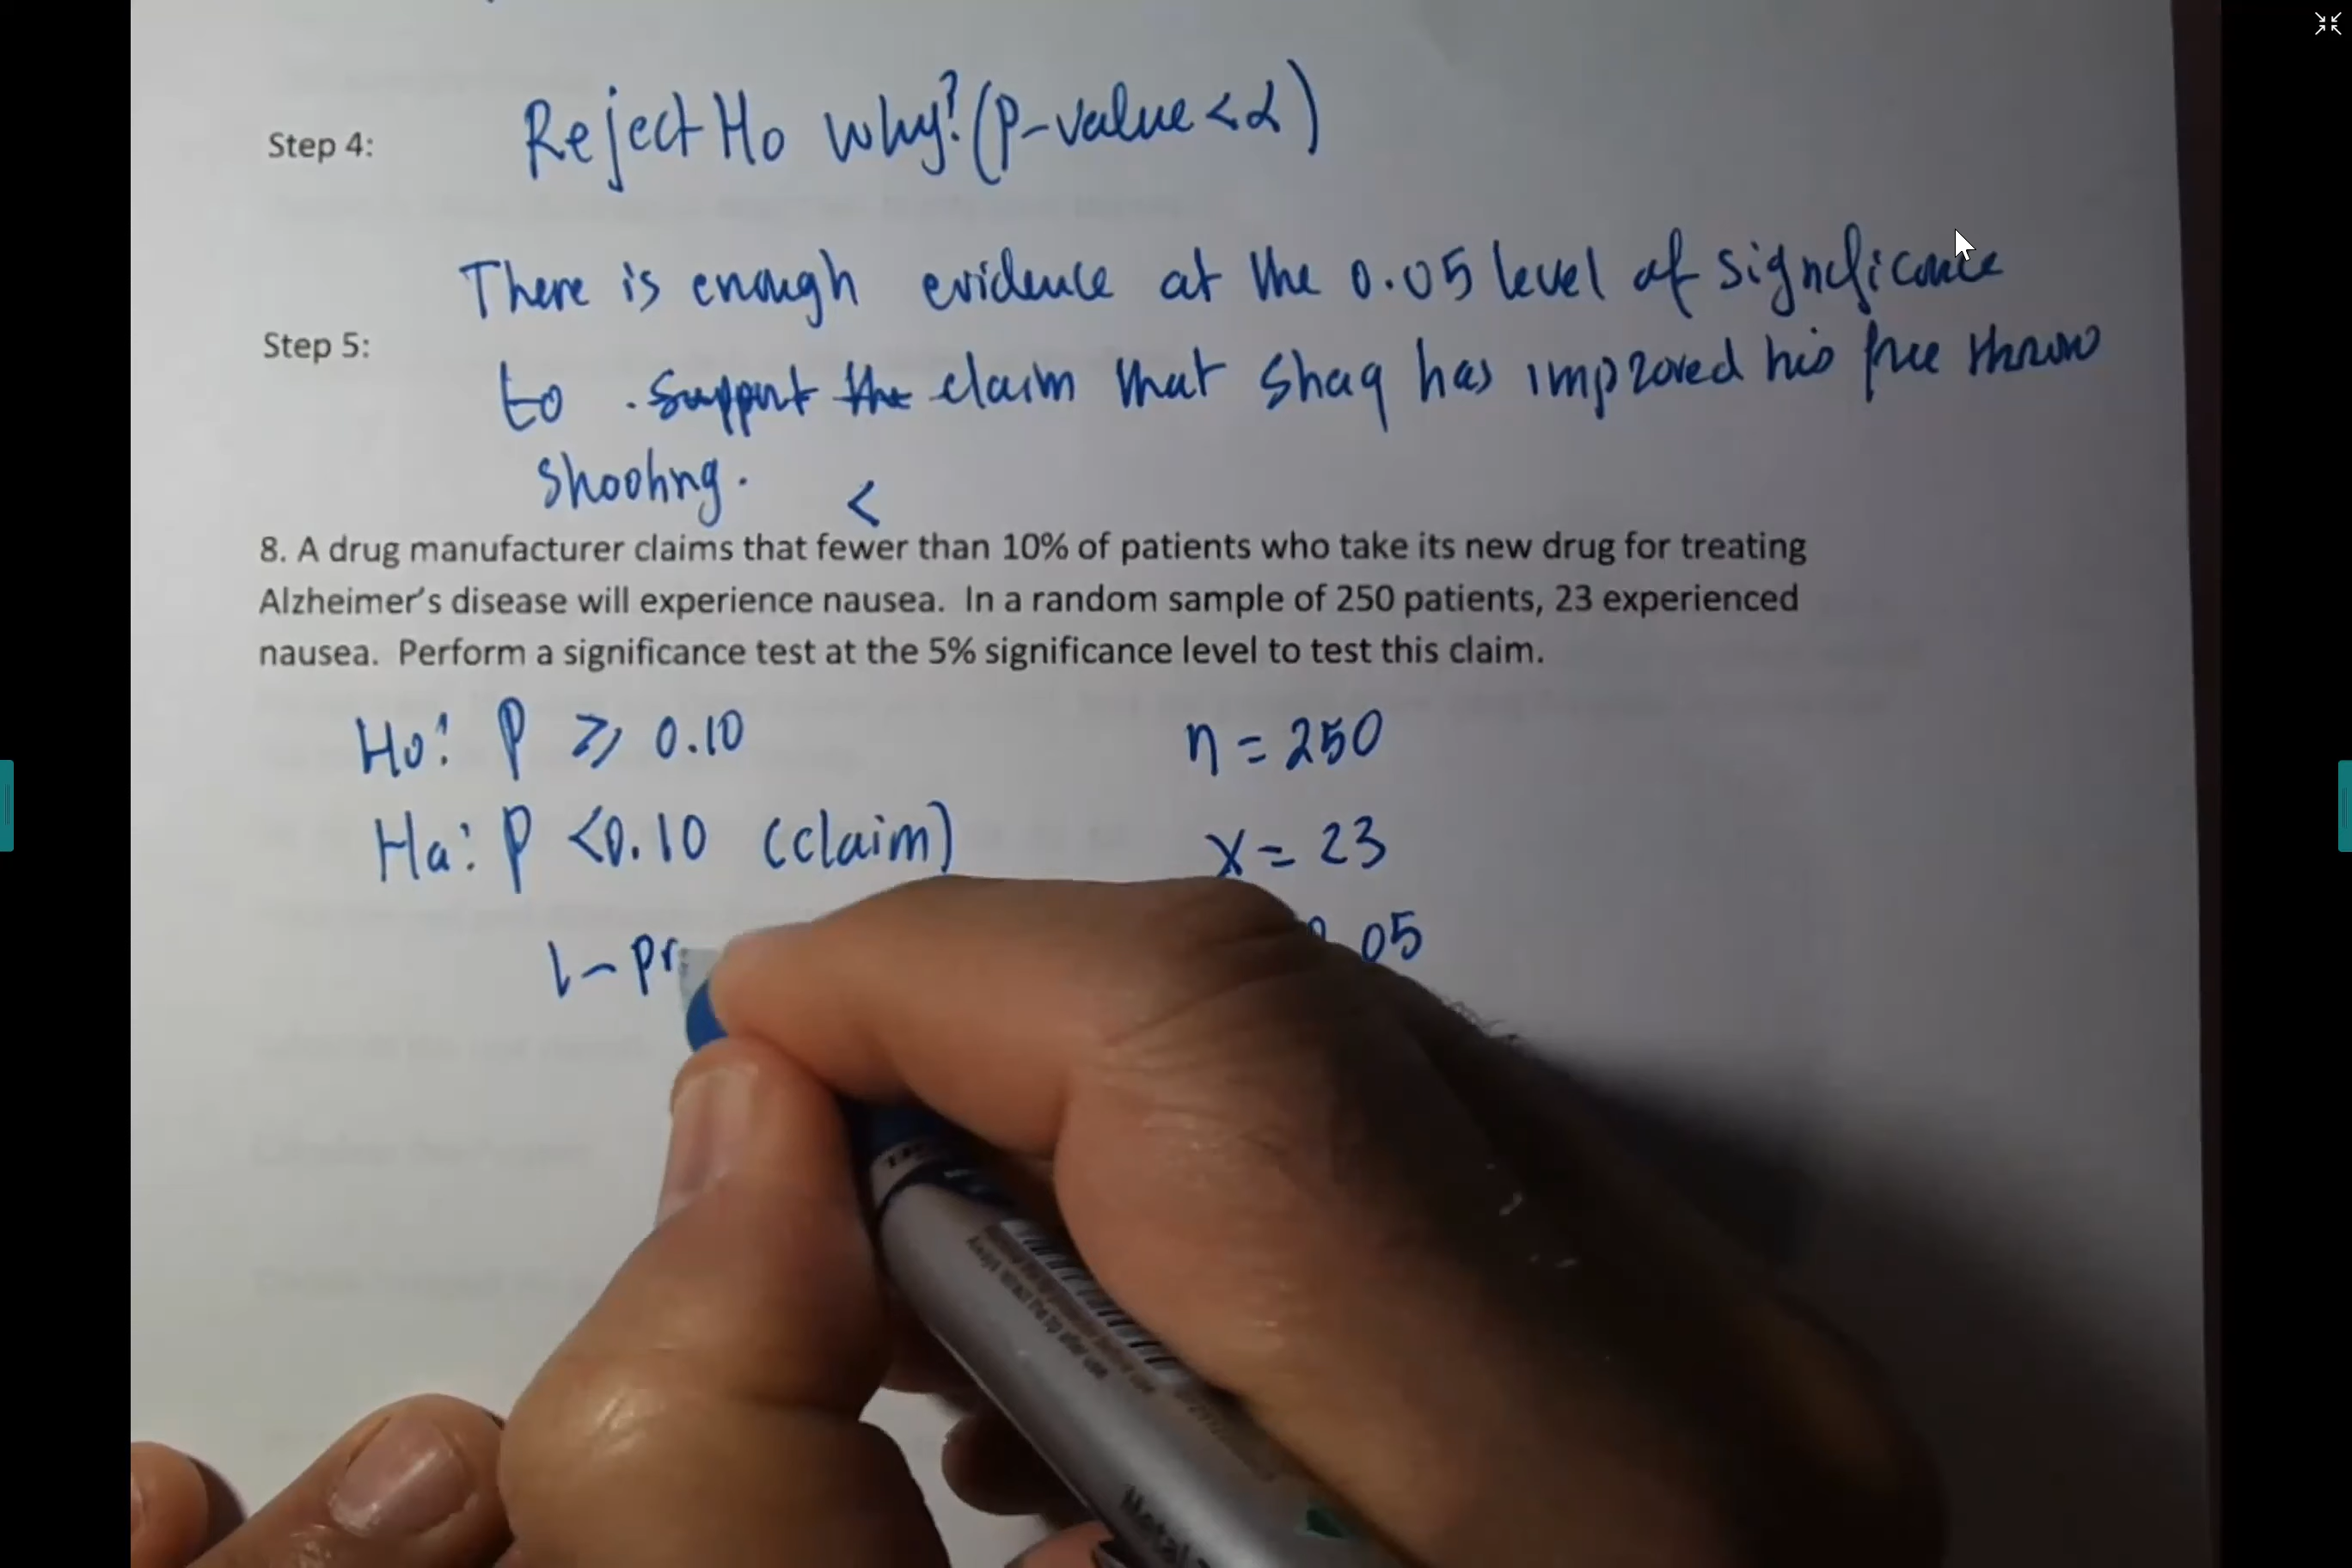 Step 4: Reject Ho why? (P-value < α)
There is enough evidence at the 0.05 level of significance
Step 5:
to support the claim that Shaq has improved his free throw
shooting.
<
8. A drug manufacturer claims that fewer than 10% of patients who take its new drug for treating
Alzheimer's disease will experience nausea. In a random sample of 250 patients, 23 experienced
nausea. Perform a significance test at the 5% significance level to test this claim.
Ho: P ≥ 0.10 n = 250
Ha: P < 0.10 (claim) x = 23
1-pr 05